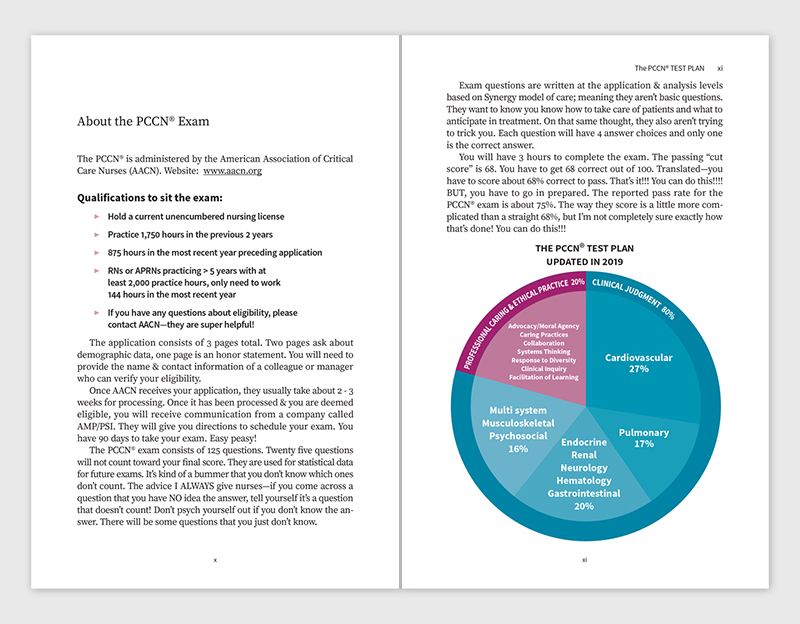 About the PCCN® Exam
The PCCN® is administered by the American Association of Critical
Care Nurses (AACN). Website: www.aacn.org
Qualifications to sit the exam:
► Hold a current unencumbered nursing license
► Practice 1,750 hours in the previous 2 years
► 875 hours in the most recent year preceding application
► RNs or APRNs practicing > 5 years with at
least 2,000 practice hours, only need to work
144 hours in the most recent year
► If you have any questions about eligibility, please
contact AACN—they are super helpful!
The application consists of 3 pages total. Two pages ask about
demographic data, one page is an honor statement. You will need to
provide the name & contact information of a colleague or manager
who can verify your eligibility.
Once AACN receives your application, they usually take about 2 - 3
weeks for processing. Once it has been processed & you are deemed
eligible, you will receive communication from a company called
AMP/PSI. They will give you directions to schedule your exam. You
have 90 days to take your exam. Easy peasy!
The PCCN® exam consists of 125 questions. Twenty five questions
will not count toward your final score. They are used for statistical data
for future exams. It's kind of a bummer that you don't know which ones
don't count. The advice I ALWAYS give nurses—if you come across a
question that you have NO idea the answer, tell yourself it's a question
that doesn't count! Don't psych yourself out if you don't know the an-
swer. There will be some questions that you just don't know.
x
The PCCN® TEST PLAN xi
Exam questions are written at the application & analysis levels
based on Synergy model of care; meaning they aren't basic questions.
They want to know you know how to take care of patients and what to
anticipate in treatment. On that same thought, they also aren't trying
to trick you. Each question will have 4 answer choices and only one
is the correct answer.
You will have 3 hours to complete the exam. The passing "cut
score" is 68. You have to get 68 correct out of 100. Translated—you
have to score about 68% correct to pass. That's it!!! You can do this!!!!
BUT, you have to go in prepared. The reported pass rate for the
PCCN® exam is about 75%. The way they score is a little more com-
plicated than a straight 68%, but I'm not completely sure exactly how
that's done! You can do this!!!
THE PCCN® TEST PLAN
UPDATED IN 2019
PROFESSIONAL CARING & ETHICAL PRACTICE 20%
CLINICAL JUDGMENT 80%
Advocacy/Moral Agency
Caring Practices
Collaboration
Systems Thinking
Response to Diversity
Clinical Inquiry
Facilitation of Learning
Cardiovascular
27%
Pulmonary
17%
Endocrine
Renal
Neurology
Hematology
Gastrointestinal
20%
Multi system
Musculoskeletal
Psychosocial
16%
xi